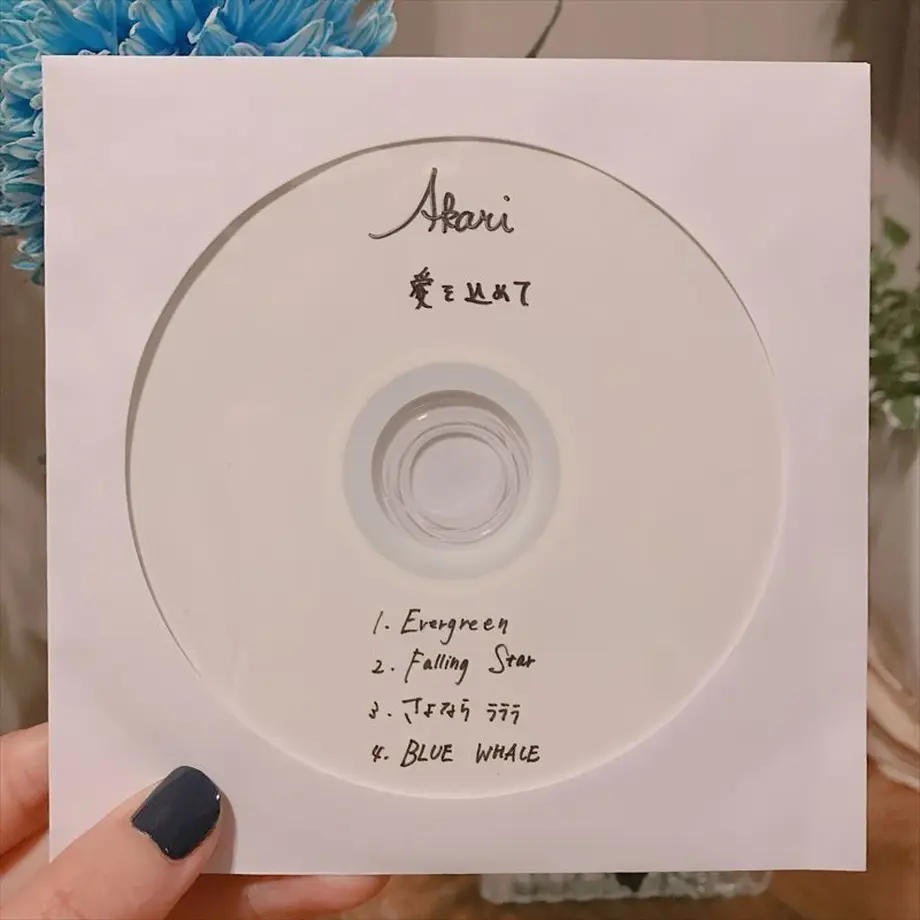 Akari
愛を込めて
1. Evergreen
2. Falling Star
3. さよなら ラララ
4. BLUE WHALE